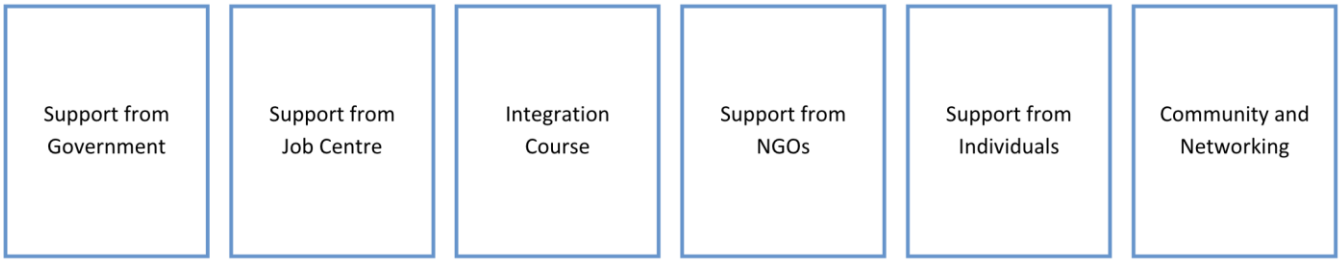 Support from
Government
Support from
Job Centre
Integration
Course
Support from
NGOs
Support from
Individuals
Community and
Networking